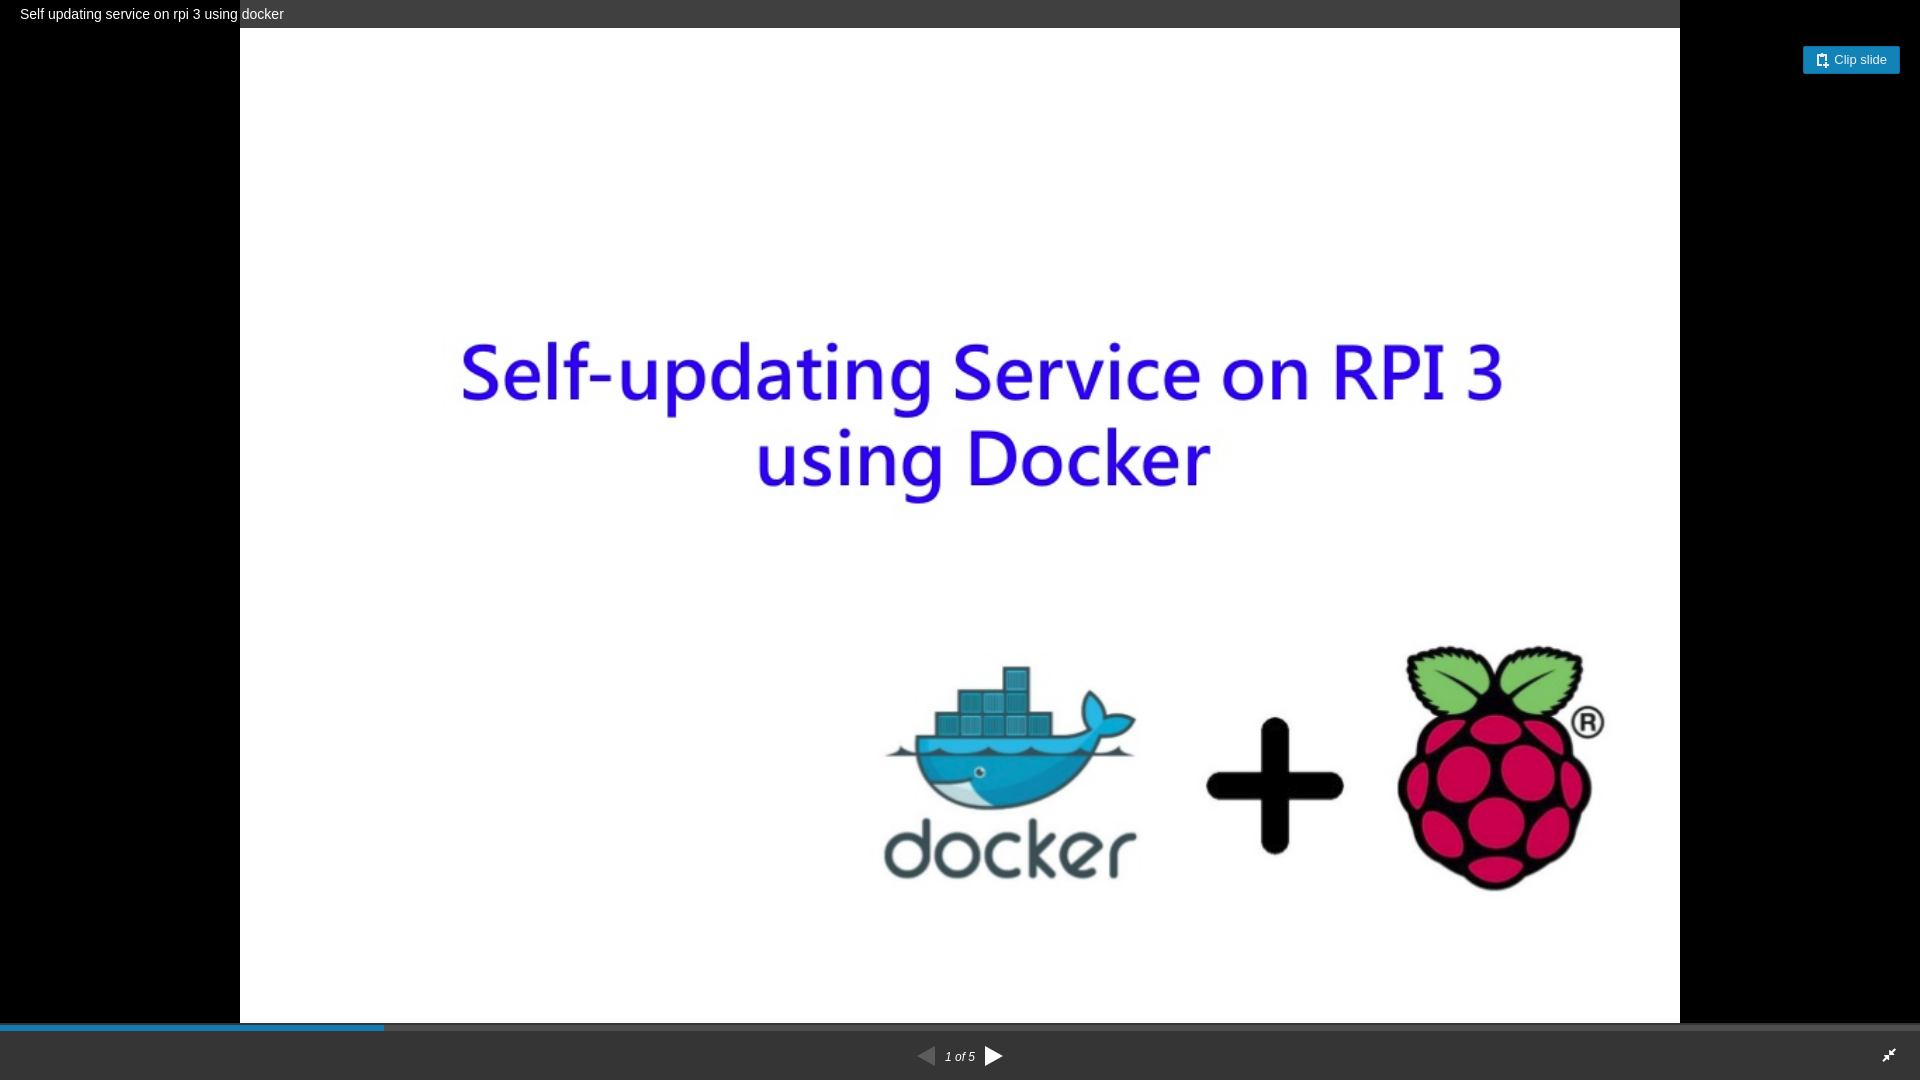 Self updating service on rpi 3 using docker
Clip slide
Self-updating Service on RPI 3
using Docker
docker
®
1 of 5